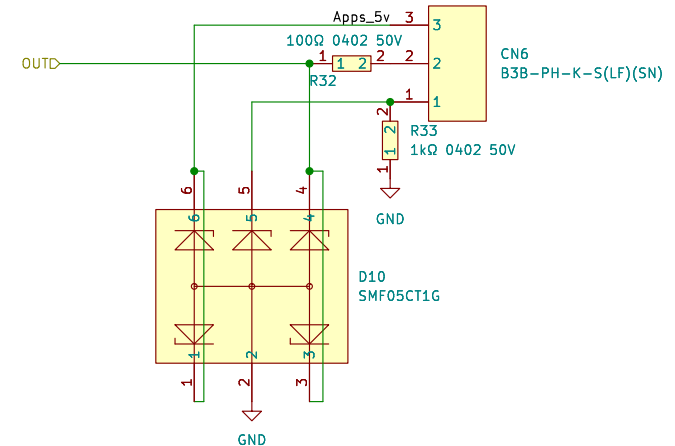 Apps_5v 3 3
100Ω 0402 50V
CN6
OUT 1 1 2 2 2 2
B3B-PH-K-S(LF)(SN)
R32
1 1
2
R33
2
1kΩ 0402 50V
1
1
GND
6 5 4
6 5 4
D10
SMF05CT1G
1 2 3
1 2 3
GND